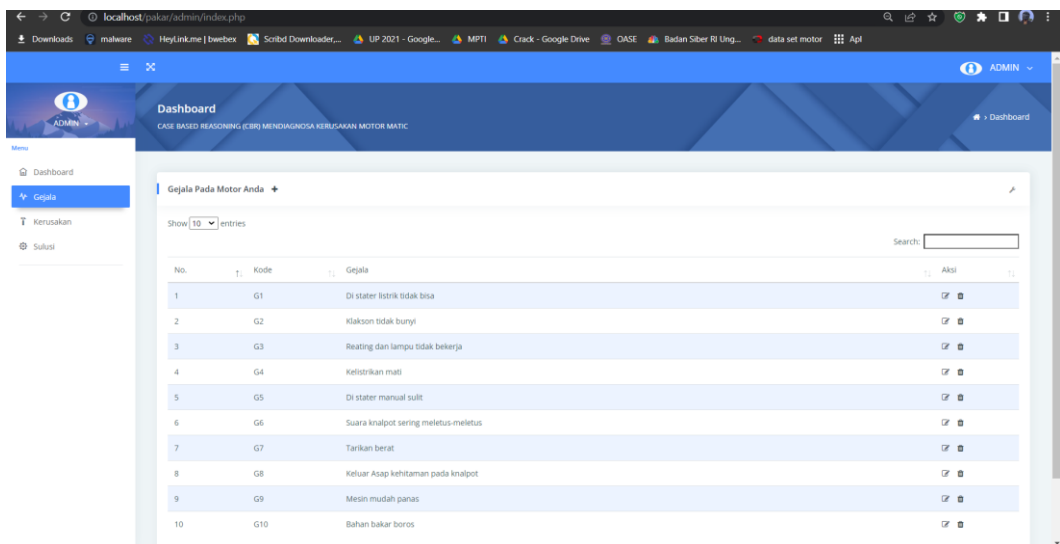 localhost/pakar/admin/index.php
Downloads malware HeyLink.me | bwebex Scribd Downloader,... UP 2021 - Google... MPTI Crack - Google Drive OASE Badan Siber RI Ung... data set motor Apl
ADMIN
ADMIN
Dashboard
CASE BASED REASONING (CBR) MENDIAGNOSA KERUSAKAN MOTOR MATIC
> Dashboard
Menu
Dashboard
Gejala
Kerusakan
Sulusi
Gejala Pada Motor Anda +
Show 10 entries
Search:
No. Kode Gejala Aksi
1 G1 Di stater listrik tidak bisa
2 G2 Klakson tidak bunyi
3 G3 Reating dan lampu tidak bekerja
4 G4 Kelistrikan mati
5 G5 Di stater manual sulit
6 G6 Suara knalpot sering meletus-meletus
7 G7 Tarikan berat
8 G8 Keluar Asap kehitaman pada knalpot
9 G9 Mesin mudah panas
10 G10 Bahan bakar boros